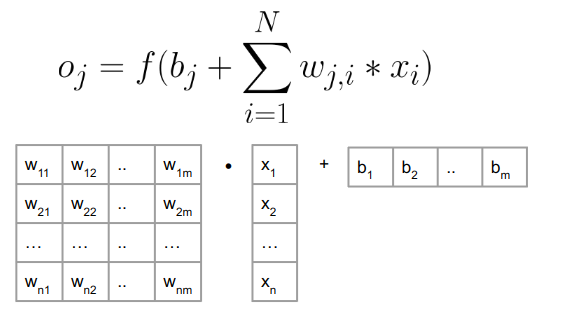 o_j = f(b_j + \sum_{i=1}^{N} w_{j,i} * x_i)
w11 w12 .. w1m • x1 + b1 b2 .. bm
w21 w22 .. w2m x2
... ... .. ... ...
wn1 wn2 .. wnm xn